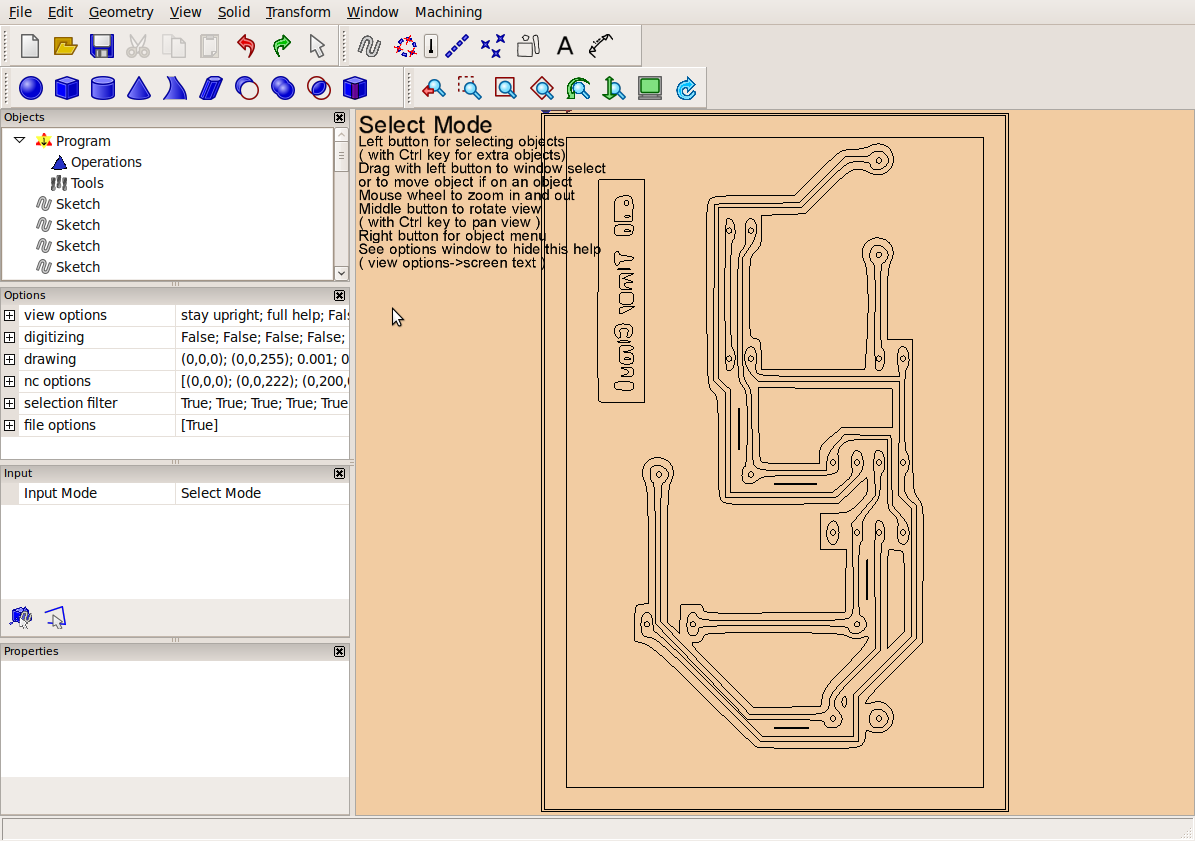 File Edit Geometry View Solid Transform Window Machining
A
Objects
Program
Operations
Tools
Sketch
Sketch
Sketch
Sketch
Options
view options stay upright; full help; Fal
digitizing False; False; False; False;
drawing (0,0,0); (0,0,255); 0.001; 0
nc options [(0,0,0); (0,0,222); (0,200,
selection filter True; True; True; True; True
file options [True]
Input
Input Mode Select Mode
Properties
Select Mode
Left button for selecting objects
( with Ctrl key for extra objects)
Drag with left button to window select
or to move object if on an object
Mouse wheel to zoom in and out
Middle button to rotate view
( with Ctrl key to pan view )
Right button for object menu
See options window to hide this help
( view options->screen text )